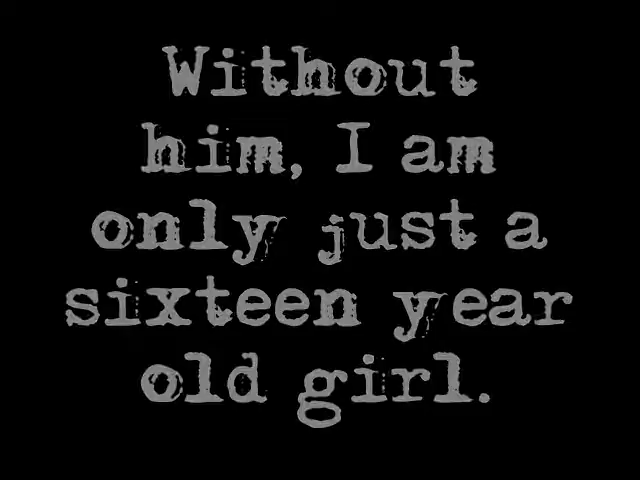 Without
him, I am
only just a
sixteen year
old girl.